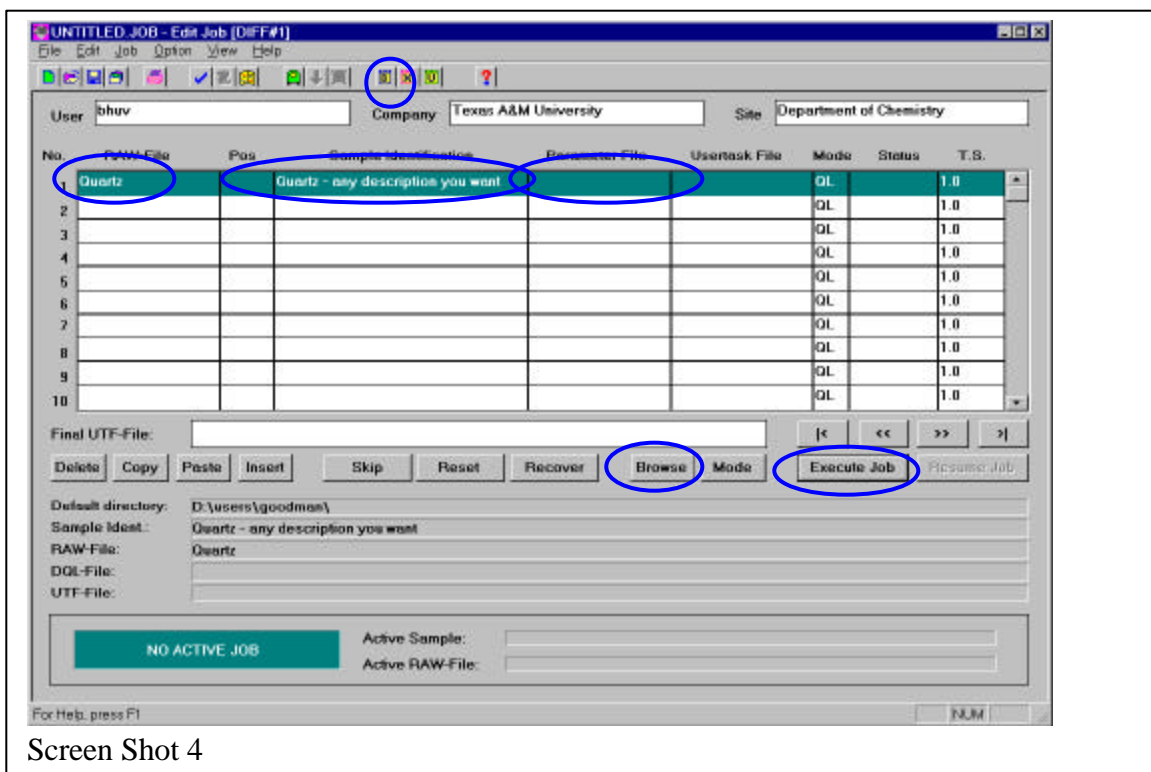 UNTITLED.JOB - Edit Job [DIFF#1]
File Edit Job Option View Help
User bhuv Company Texas A&M University Site Department of Chemistry
No. RAW-File Pos Sample Identification Parameter File Usertask File Mode Status T.S.
1 Quartz Quartz - any description you want QL 1.0
2 QL 1.0
3 QL 1.0
4 QL 1.0
5 QL 1.0
6 QL 1.0
7 QL 1.0
8 QL 1.0
9 QL 1.0
10 QL 1.0
Final UTF-File: |< << >> >|
Delete Copy Paste Insert Skip Reset Recover Browse Mode Execute Job Resume Job
Default directory: D:\users\goodman\
Sample Ident.: Quartz - any description you want
RAW-File: Quartz
DQL-File:
UTF-File:
NO ACTIVE JOB
Active Sample:
Active RAW-File:
For Help, press F1 NUM
Screen Shot 4